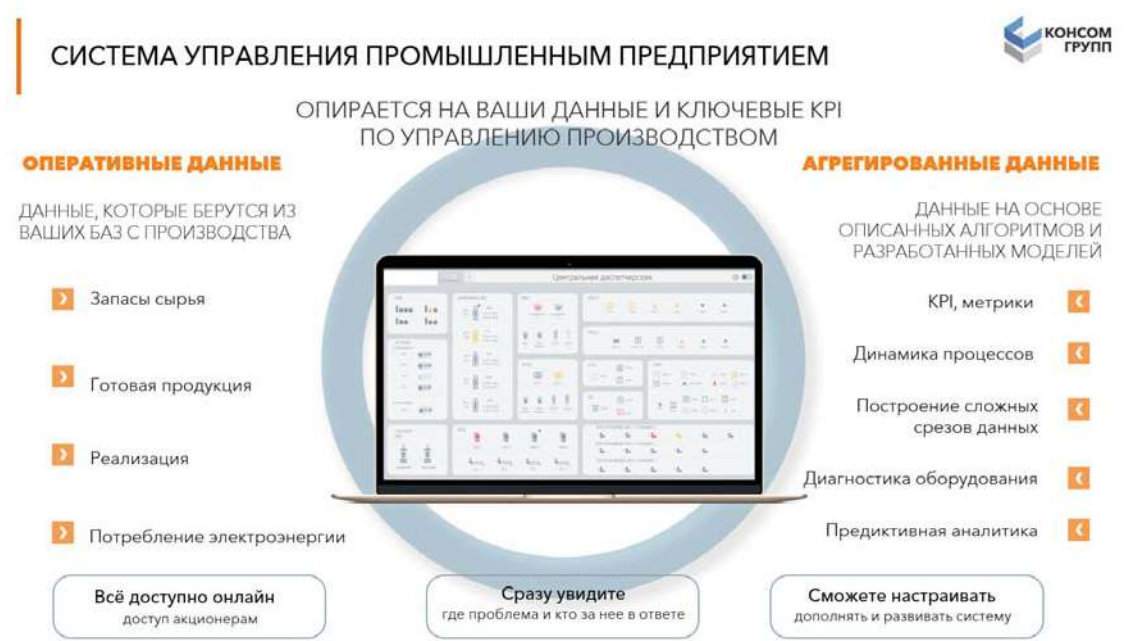 СИСТЕМА УПРАВЛЕНИЯ ПРОМЫШЛЕННЫМ ПРЕДПРИЯТИЕМ
КОНСОМ
ГРУПП
ОПИРАЕТСЯ НА ВАШИ ДАННЫЕ И КЛЮЧЕВЫЕ KPI
ПО УПРАВЛЕНИЮ ПРОИЗВОДСТВОМ
ОПЕРАТИВНЫЕ ДАННЫЕ
ДАННЫЕ, КОТОРЫЕ БЕРУТСЯ ИЗ
ВАШИХ БАЗ С ПРОИЗВОДСТВА
Запасы сырья
Готовая продукция
Реализация
Потребление электроэнергии
Центральная диспетчерская
АГРЕГИРОВАННЫЕ ДАННЫЕ
ДАННЫЕ НА ОСНОВЕ
ОПИСАННЫХ АЛГОРИТМОВ И
РАЗРАБОТАННЫХ МОДЕЛЕЙ
KPI, метрики
Динамика процессов
Построение сложных
срезов данных
Диагностика оборудования
Предиктивная аналитика
Всё доступно онлайн
доступ акционерам
Сразу увидите
где проблема и кто за нее в ответе
Сможете настраивать
дополнять и развивать систему